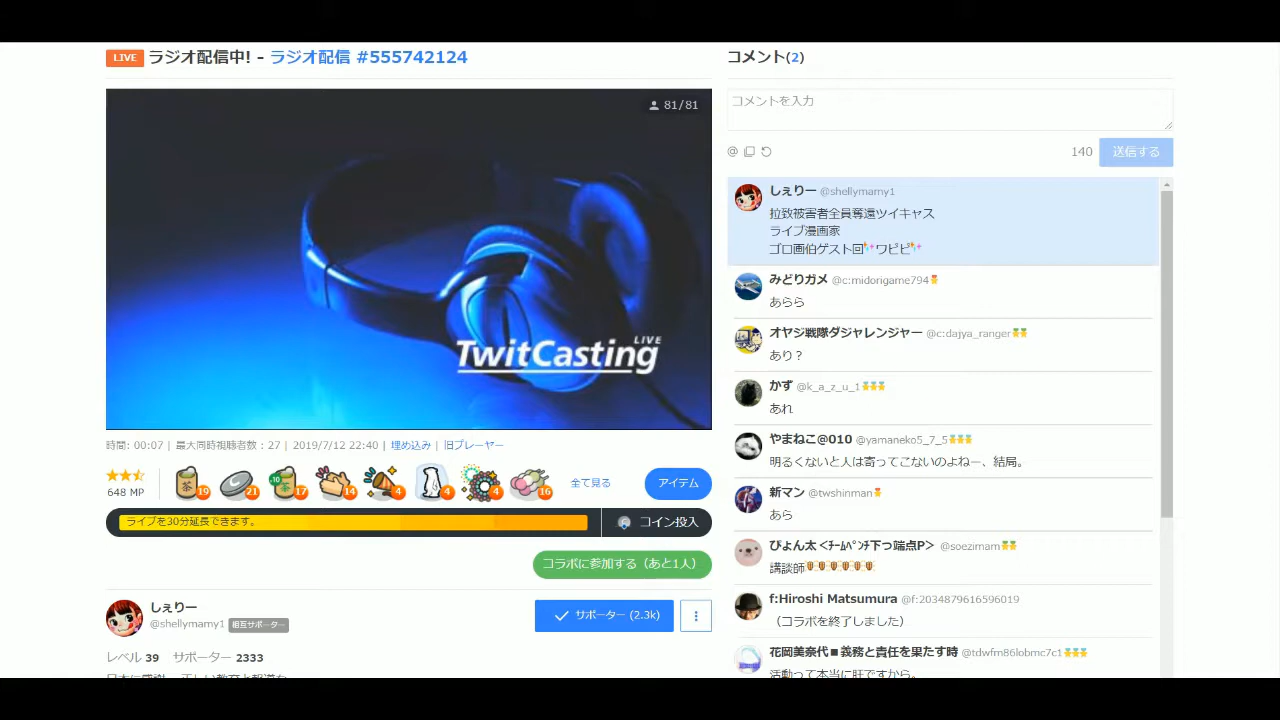 LIVE ラジオ配信中! - ラジオ配信 #555742124
81/81
TwitCasting LIVE
時間: 00:07 | 最大同時視聴者数 : 27 | 2019/7/12 22:40 | 埋め込み | 旧プレーヤー
648 MP
茶 19
21
-10 茶 17
14
4
4
4
16
全て見る
アイテム
ライブを30分延長できます。
コイン投入
コラボに参加する（あと1人）
しぇりー
@shellymamy1 相互サポーター
サポーター (2.3k)
レベル 39 サポーター 2333
コメント(2)
コメントを入力
@
140
送信する
しぇりー @shellymamy1
拉致被害者全員奪還ツイキャス
ライブ漫画家
ゴロ画伯ゲスト回🎊ワピピ🎊
みどりガメ @c:midorigame794
あらら
オヤジ戦隊ダジャレンジャー @c:dajya_ranger
あり？
かず @k_a_z_u_1
あれ
やまねこ@010 @yamaneko5_7_5
明るくないと人は寄ってこないのよねー、結局。
新マン @twshinman
あら
ぴょん太<ﾁｰﾑﾍﾟﾝﾁ下っ端点P> @soezimam
講談師
f:Hiroshi Matsumura @f:2034879616596019
（コラボを終了しました）
花岡美奈代■義務と責任を果たす時 @tdwfm86lobmc7c1
活動って本当に肝ですから。